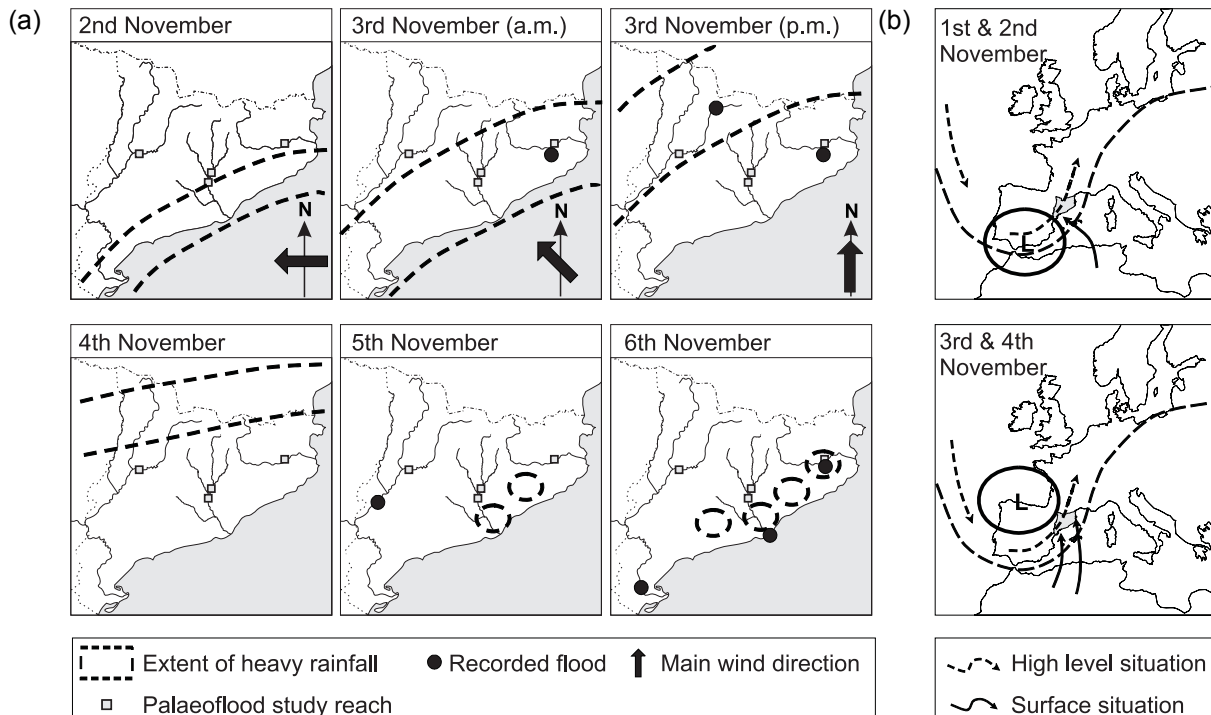 (a)
2nd November
3rd November (a.m.)
3rd November (p.m.)
N
N
N
4th November
5th November
6th November
Extent of heavy rainfall
Recorded flood
Main wind direction
Palaeoflood study reach
(b)
1st & 2nd
November
L
3rd & 4th
November
L
High level situation
Surface situation